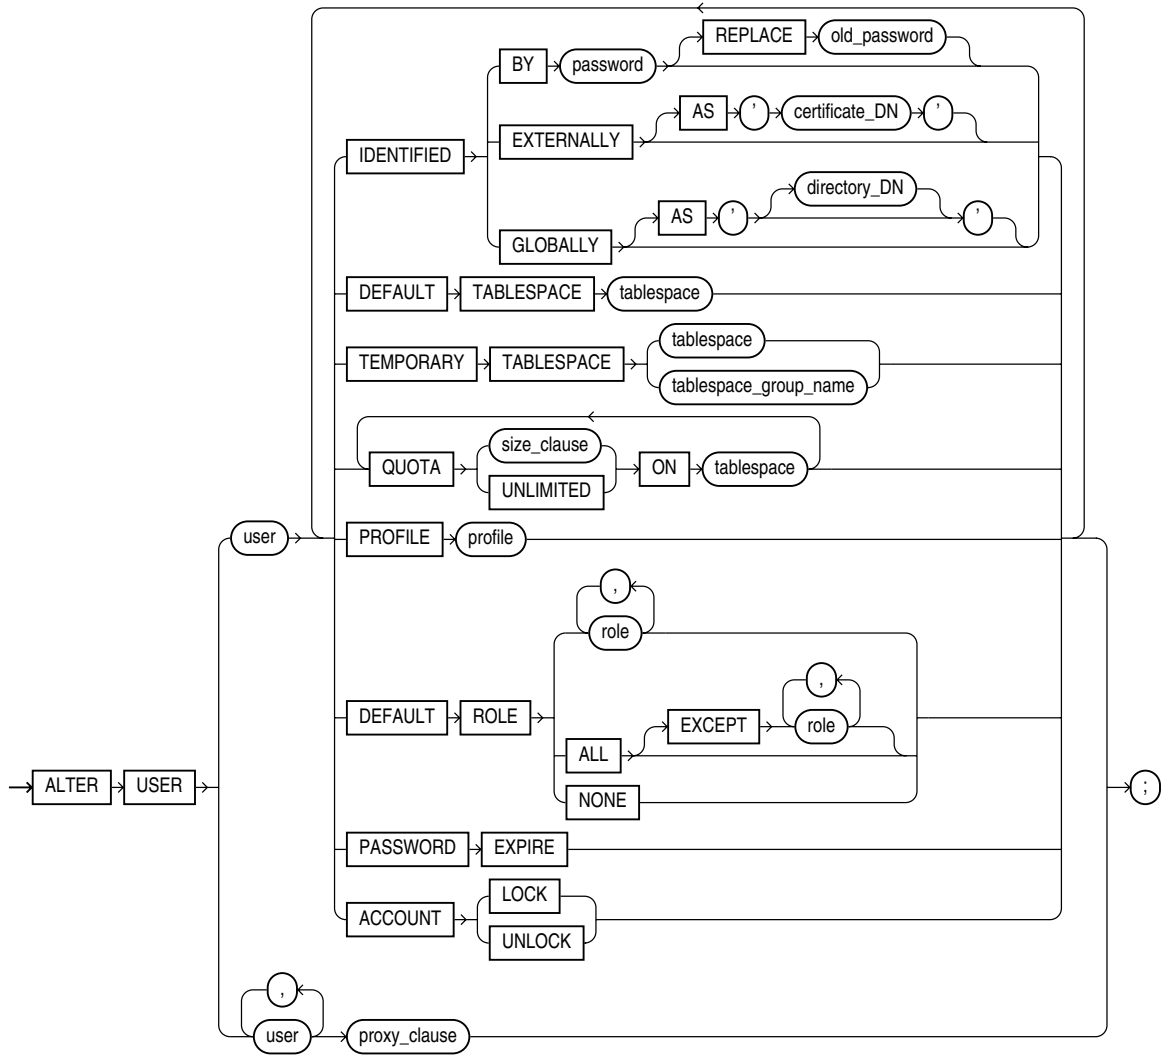 REPLACE old_password
BY password
AS ' certificate_DN '
EXTERNALLY
IDENTIFIED
directory_DN
AS ' '
GLOBALLY
DEFAULT TABLESPACE tablespace
tablespace
TEMPORARY TABLESPACE
tablespace_group_name
size_clause
QUOTA ON tablespace
UNLIMITED
user PROFILE profile
,
role
,
EXCEPT role
DEFAULT ROLE
ALL
ALTER USER ;
NONE
PASSWORD EXPIRE
LOCK
ACCOUNT
UNLOCK
,
user proxy_clause